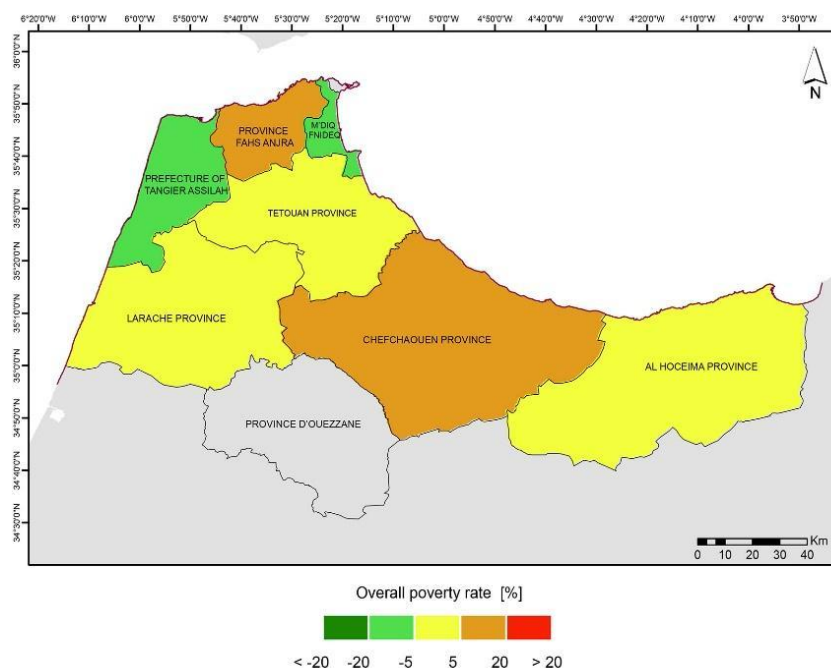 6°20'0"W 6°10'0"W 6°0'0"W 5°50'0"W 5°40'0"W 5°30'0"W 5°20'0"W 5°10'0"W 5°0'0"W 4°50'0"W 4°40'0"W 4°30'0"W 4°20'0"W 4°10'0"W 4°0'0"W 3°50'0"W
36°0'0"N
N
35°50'0"N
PROVINCE
FAHS ANJRA
M'DIQ
FNiDEQ
35°40'0"N
PREFECTURE OF
TANGIER ASSILAH
35°30'0"N
TETOUAN PROVINCE
35°20'0"N
35°10'0"N
LARACHE PROVINCE
CHEFCHAOUEN PROVINCE
35°0'0"N
AL HOCEIMA PROVINCE
34°50'0"N
PROVINCE D'OUEZZANE
34°40'0"N
34°30'0"N
Km
0 5 10 20 30 40
Overall poverty rate [%]
< -20 -20 -5 5 20 > 20